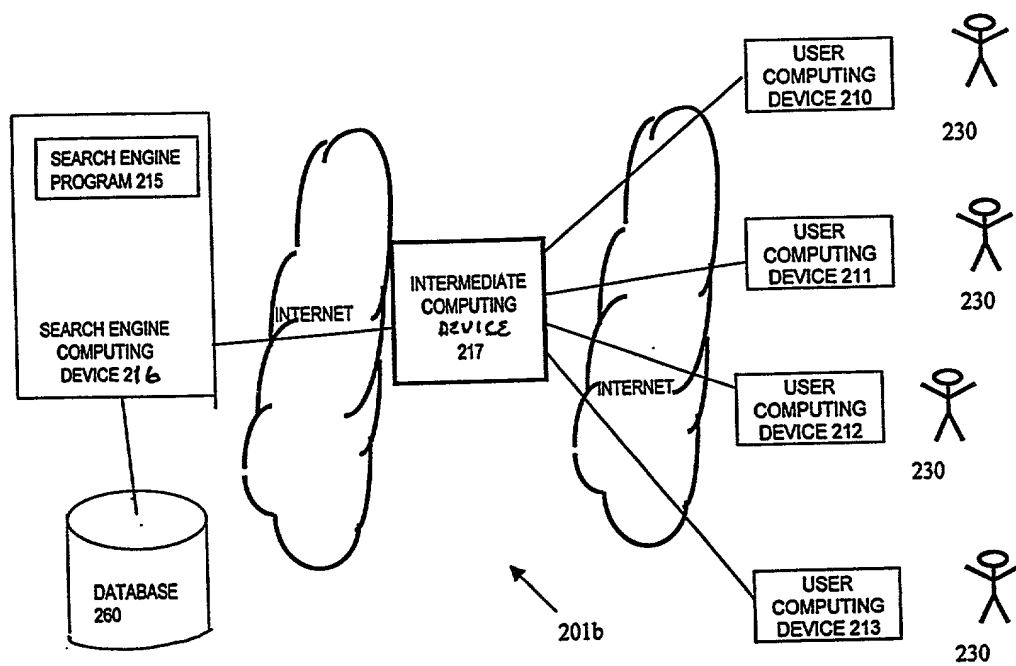 SEARCH ENGINE
PROGRAM 215
SEARCH ENGINE
COMPUTING
DEVICE 216
DATABASE
260
INTERNET
INTERMEDIATE
COMPUTING
DEVICE
217
INTERNET
201b
USER
COMPUTING
DEVICE 210
230
USER
COMPUTING
DEVICE 211
230
USER
COMPUTING
DEVICE 212
230
USER
COMPUTING
DEVICE 213
230